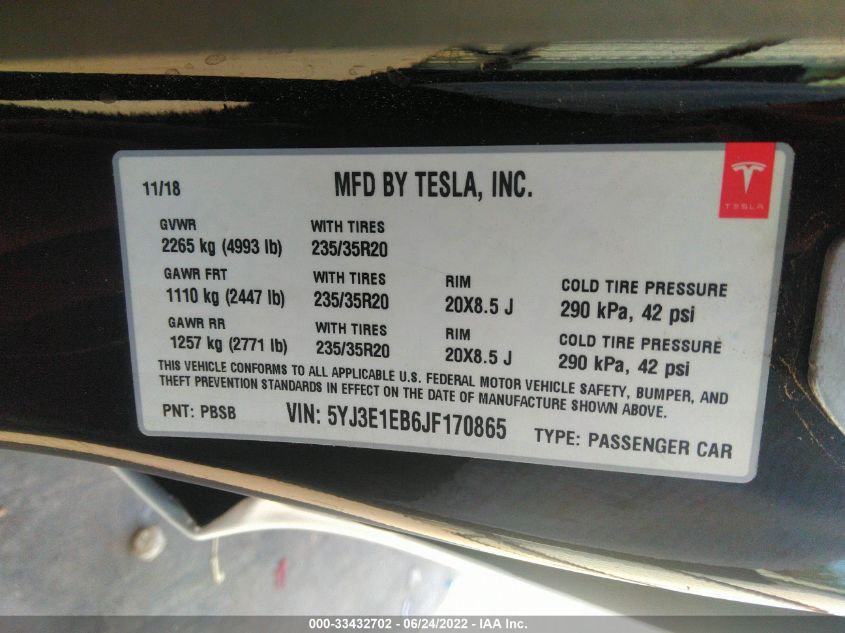 11/18 MFD BY TESLA, INC.
TESLA
GVWR WITH TIRES
2265 kg (4993 lb) 235/35R20
GAWR FRT WITH TIRES RIM COLD TIRE PRESSURE
1110 kg (2447 lb) 235/35R20 20X8.5 J 290 kPa, 42 psi
GAWR RR WITH TIRES RIM COLD TIRE PRESSURE
1257 kg (2771 lb) 235/35R20 20X8.5 J 290 kPa, 42 psi
THIS VEHICLE CONFORMS TO ALL APPLICABLE U.S. FEDERAL MOTOR VEHICLE SAFETY, BUMPER, AND
THEFT PREVENTION STANDARDS IN EFFECT ON THE DATE OF MANUFACTURE SHOWN ABOVE.
PNT: PBSB VIN: 5YJ3E1EB6JF170865 TYPE: PASSENGER CAR
000-33432702 - 06/24/2022 - IAA Inc.